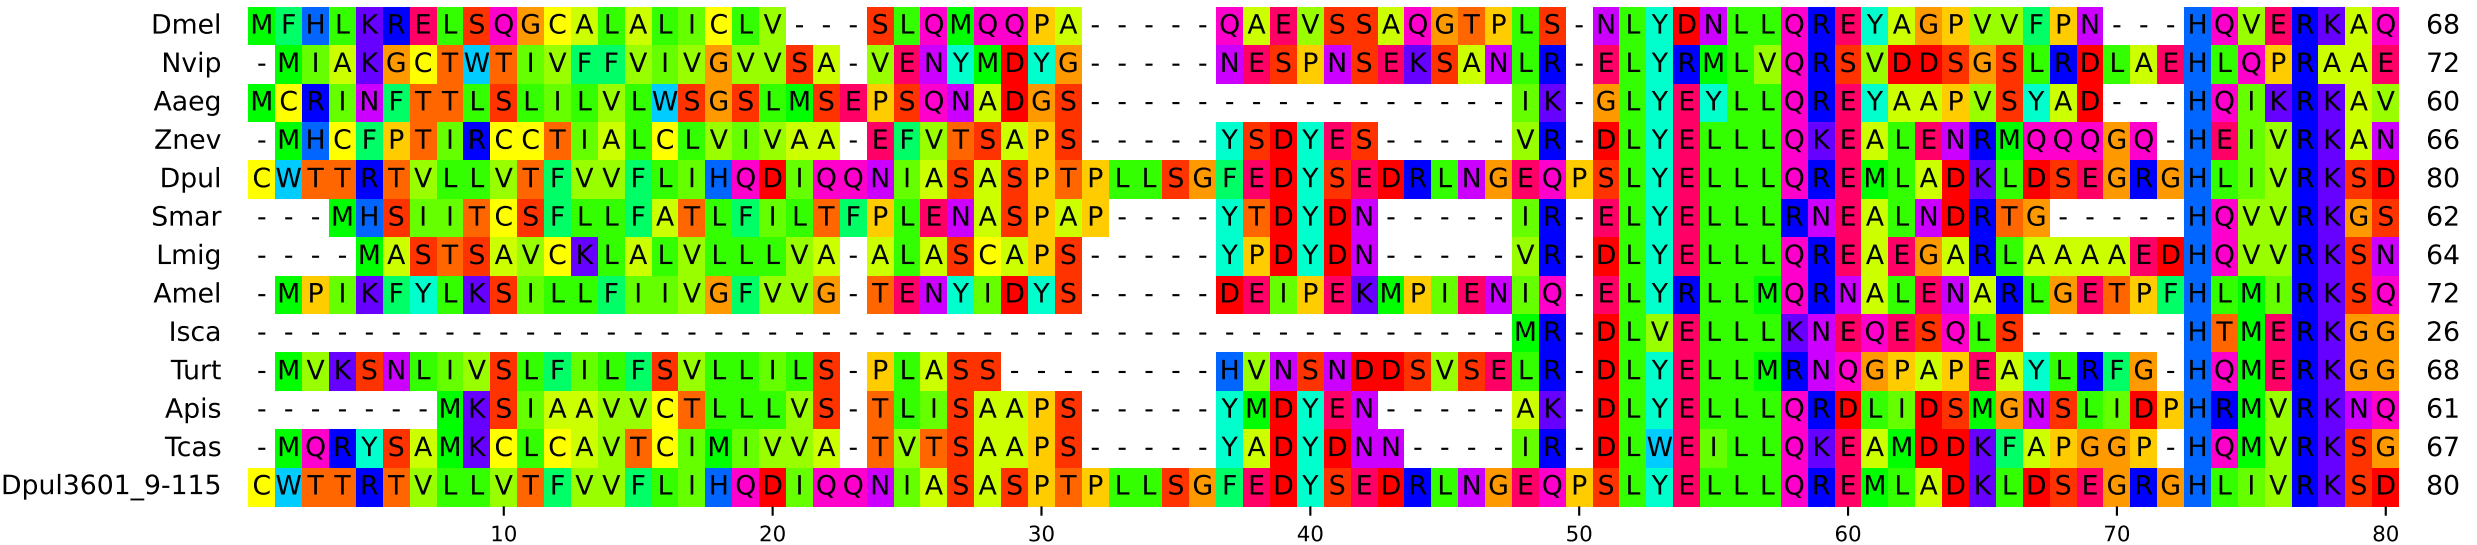 Dmel MFHLKRELSQGCALALICLV---SLQMQQPA-----QAEVSSAQGTPLS-NLYDNLLQREYAGPVVFPN---HQVERKAQ 68
Nvip -MIAKGCTWTIVFFVIVGVVSA-VENYMDYG-----NESPNSEKSANLR-ELYRMLVQRSVDDSGSLRDLAEHLQPRAAE 72
Aaeg MCRINFTTLSLILVLWSGSLMSEPSQNADGS----------------IK-GLYEYLLQREYAAPVSYAD---HQIKRKAV 60
Znev -MHCFPTIRCCTIALCLVIVAA-EFVTSAPS-----YSDYES-----VR-DLYELLLQKEALENRMQQQGQ-HEIVRKAN 66
Dpul CWTTRTVLLVTFVVFLIHQDIQQNIASASPTPLLSGFEDYSEDRLNGEQPSLYELLLQREMLADKLDSEGRGHLIVRKSD 80
Smar ---MHSIITCSFLLFATLFILTFPLENASPAP----YTDYDN-----IR-ELYELLLRNEALNDRTG-----HQVVRKGS 62
Lmig ----MASTSAVCKLALVLLLVA-ALASCAPS-----YPDYDN-----VR-DLYELLLQREAEGARLAAAAEDHQVVRKSN 64
Amel -MPIKFYLKSILLFIIVGFVVG-TENYIDYS-----DEIPEKMPIENIQ-ELYRLLMQRNALENARLGETPFHLMIRKSQ 72
Isca -----------------------------------------------MR-DLVELLLKNEQESQLS------HTMERKGG 26
Turt -MVKSNLIVSLFILFSVLLILS-PLASS--------HVNSNDDSVSELR-DLYELLMRNQGPAPEAYLRFG-HQMERKGG 68
Apis -------MKSIAAVVCTLLLVS-TLISAAPS-----YMDYEN-----AK-DLYELLLQRDLIDSMGNSLIDPHRMVRKNQ 61
Tcas -MQRYSAMKCLCAVTCIMIVVA-TVTSAAPS-----YADYDNN----IR-DLWEILLQKEAMDDKFAPGGP-HQMVRKSG 67
Dpul3601_9-115 CWTTRTVLLVTFVVFLIHQDIQQNIASASPTPLLSGFEDYSEDRLNGEQPSLYELLLQREMLADKLDSEGRGHLIVRKSD 80
10 20 30 40 50 60 70 80